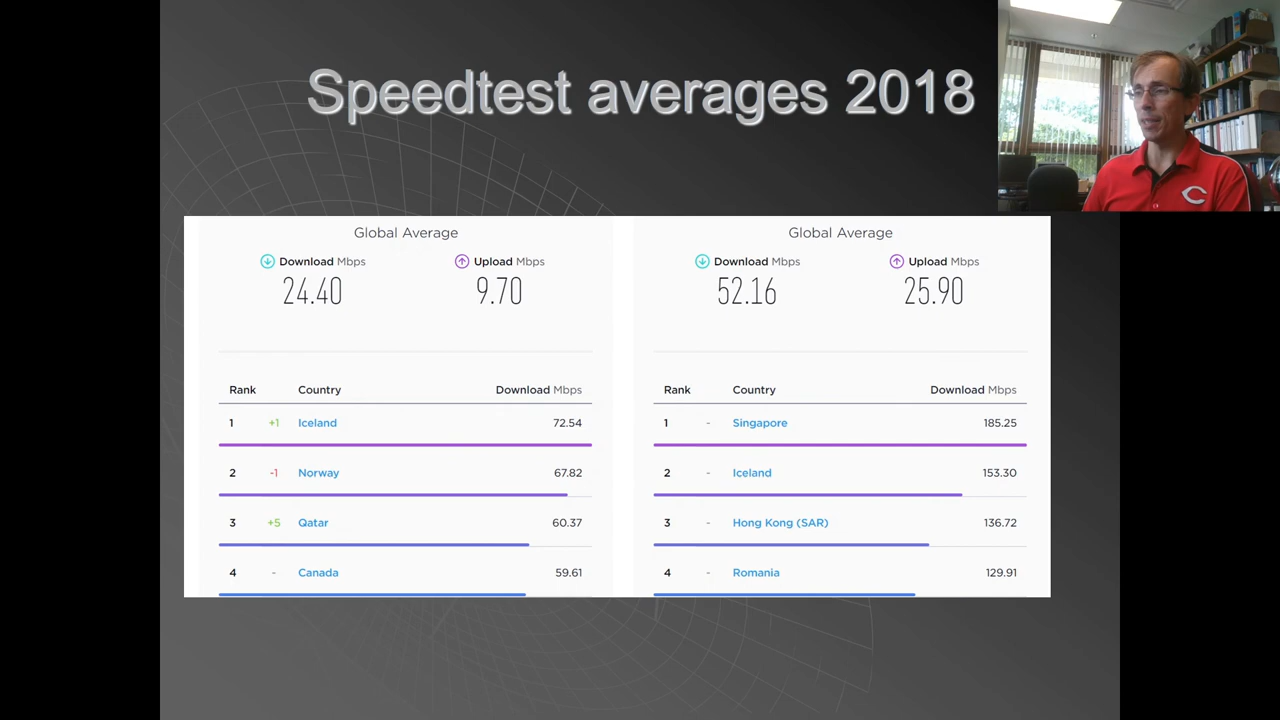 Speedtest averages 2018
Global Average
Download Mbps Upload Mbps
24.40 9.70
Rank Country Download Mbps
1 +1 Iceland 72.54
2 -1 Norway 67.82
3 +5 Qatar 60.37
4 - Canada 59.61
Global Average
Download Mbps Upload Mbps
52.16 25.90
Rank Country Download Mbps
1 - Singapore 185.25
2 - Iceland 153.30
3 - Hong Kong (SAR) 136.72
4 - Romania 129.91
C